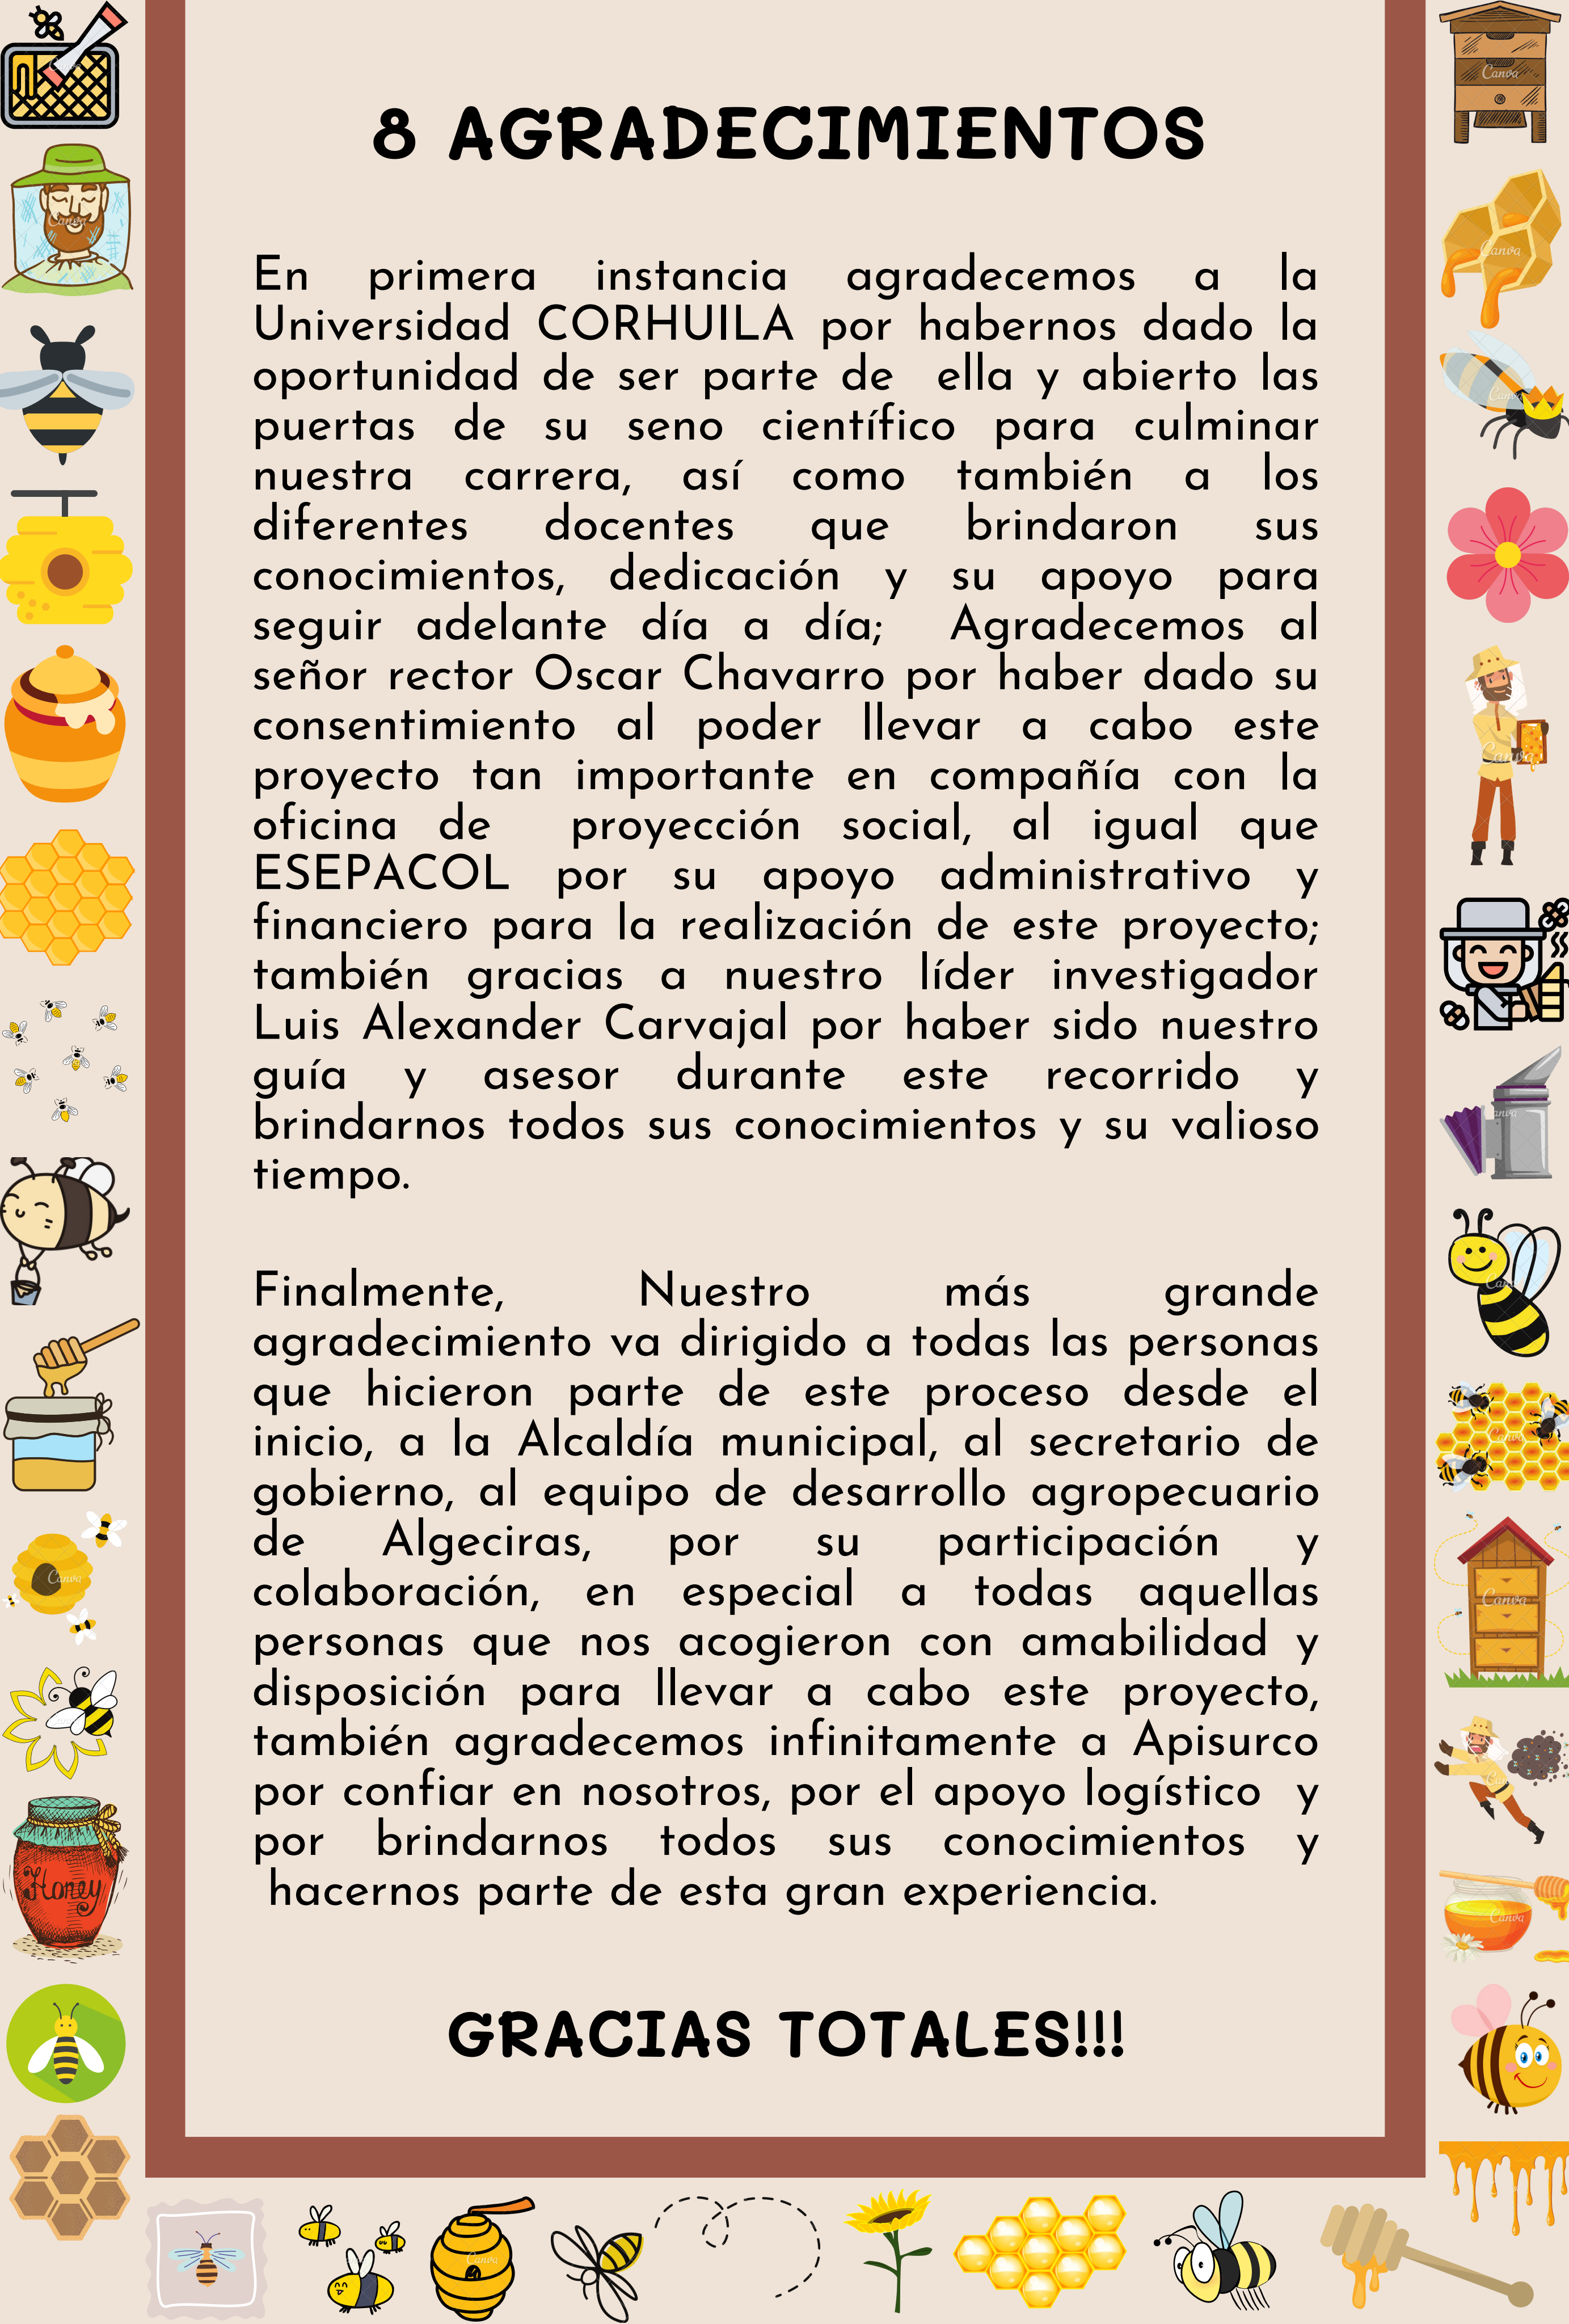 8 AGRADECIMIENTOS
En primera instancia agradecemos a la
Universidad CORHUILA por habernos dado la
oportunidad de ser parte de ella y abierto las
puertas de su seno científico para culminar
nuestra carrera, así como también a los
diferentes docentes que brindaron sus
conocimientos, dedicación y su apoyo para
seguir adelante día a día; Agradecemos al
señor rector Oscar Chavarro por haber dado su
consentimiento al poder llevar a cabo este
proyecto tan importante en compañía con la
oficina de proyección social, al igual que
ESEPACOL por su apoyo administrativo y
financiero para la realización de este proyecto;
también gracias a nuestro líder investigador
Luis Alexander Carvajal por haber sido nuestro
guía y asesor durante este recorrido y
brindarnos todos sus conocimientos y su valioso
tiempo.
Finalmente, Nuestro más grande
agradecimiento va dirigido a todas las personas
que hicieron parte de este proceso desde el
inicio, a la Alcaldía municipal, al secretario de
gobierno, al equipo de desarrollo agropecuario
de Algeciras, por su participación y
colaboración, en especial a todas aquellas
personas que nos acogieron con amabilidad y
disposición para llevar a cabo este proyecto,
también agradecemos infinitamente a Apisurco
por confiar en nosotros, por el apoyo logístico y
por brindarnos todos sus conocimientos y
hacernos parte de esta gran experiencia.
GRACIAS TOTALES!!!
Honey
Canva
Canva
Canva
Canva
Canva
Canva
Canva
Canva